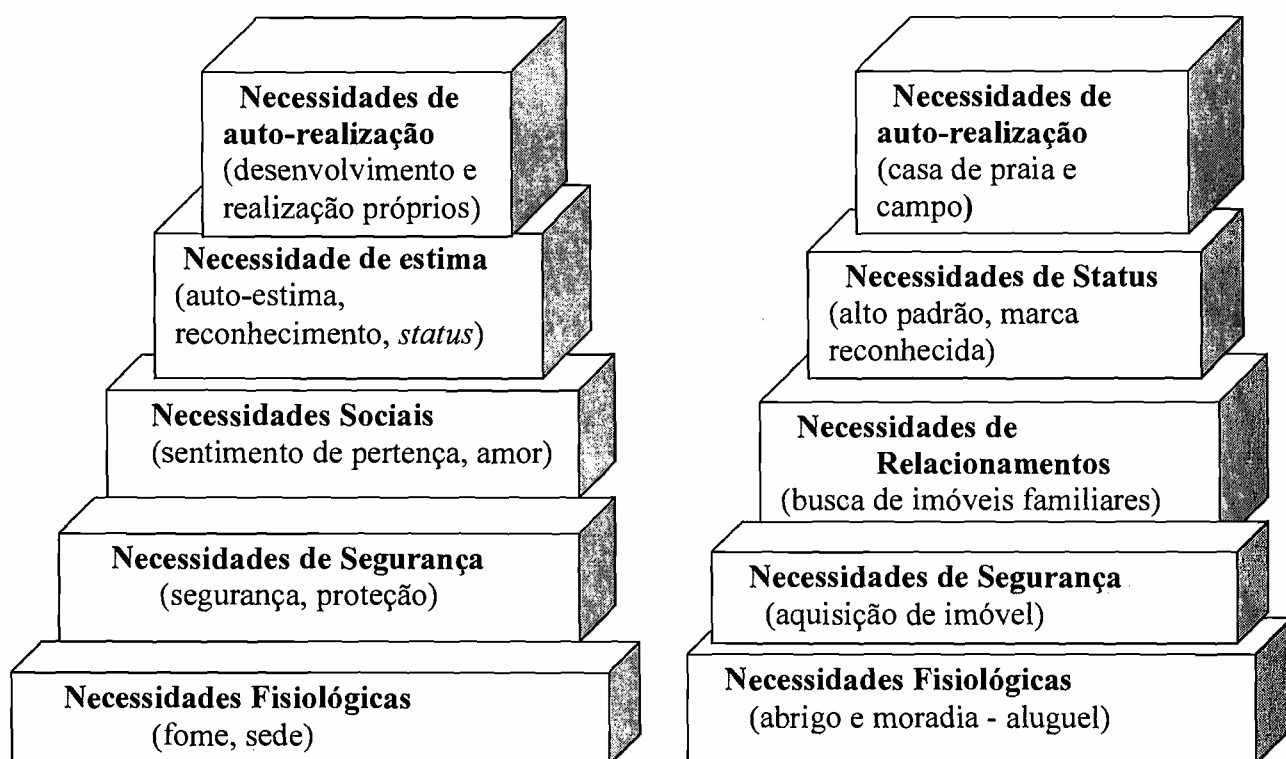 Necessidades de
auto-realização
(desenvolvimento e
realização próprios)
Necessidade de estima
(auto-estima,
reconhecimento, status)
Necessidades Sociais
(sentimento de pertença, amor)
Necessidades de Segurança
(segurança, proteção)
Necessidades Fisiológicas
(fome, sede)
Necessidades de
auto-realização
(casa de praia e
campo)
Necessidades de Status
(alto padrão, marca
reconhecida)
Necessidades de
Relacionamentos
(busca de imóveis familiares)
Necessidades de Segurança
(aquisição de imóvel)
Necessidades Fisiológicas
(abrigo e moradia - aluguel)